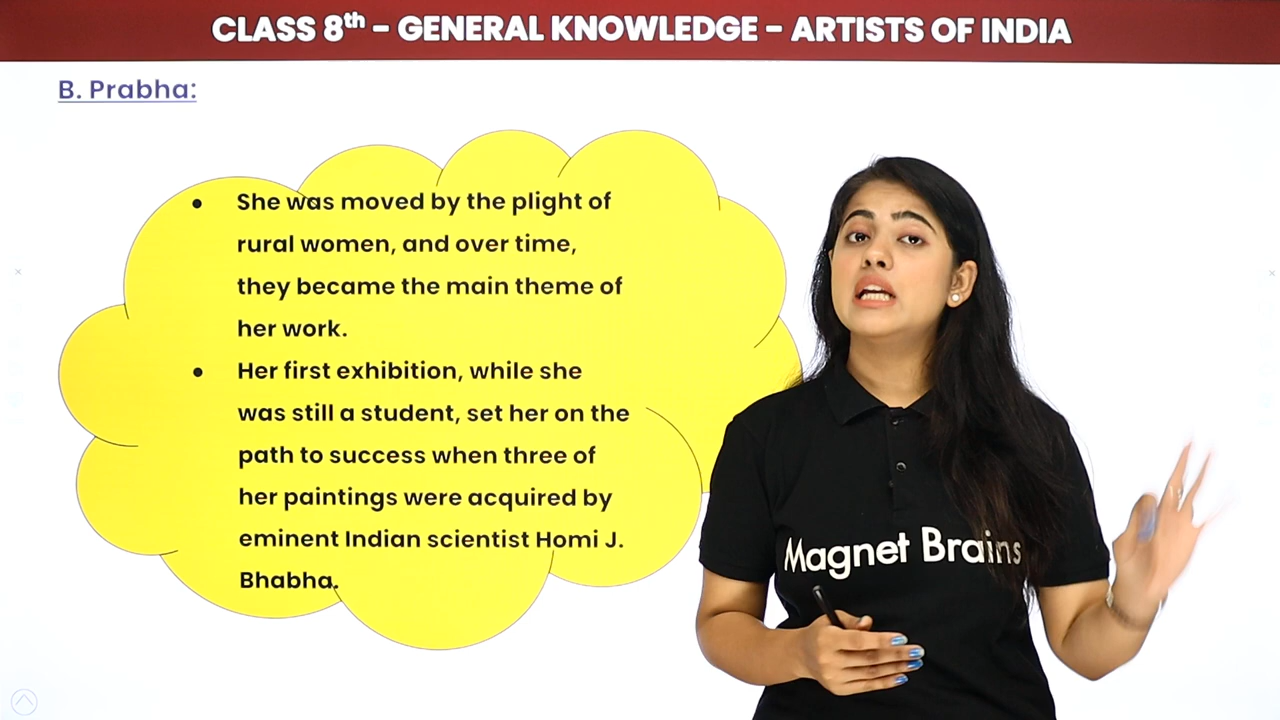 CLASS 8th - GENERAL KNOWLEDGE - ARTISTS OF INDIA
B. Prabha:
● She was moved by the plight of
rural women, and over time,
they became the main theme of
her work.
● Her first exhibition, while she
was still a student, set her on the
path to success when three of
her paintings were acquired by
eminent Indian scientist Homi J.
Bhabha.
Magnet Brains